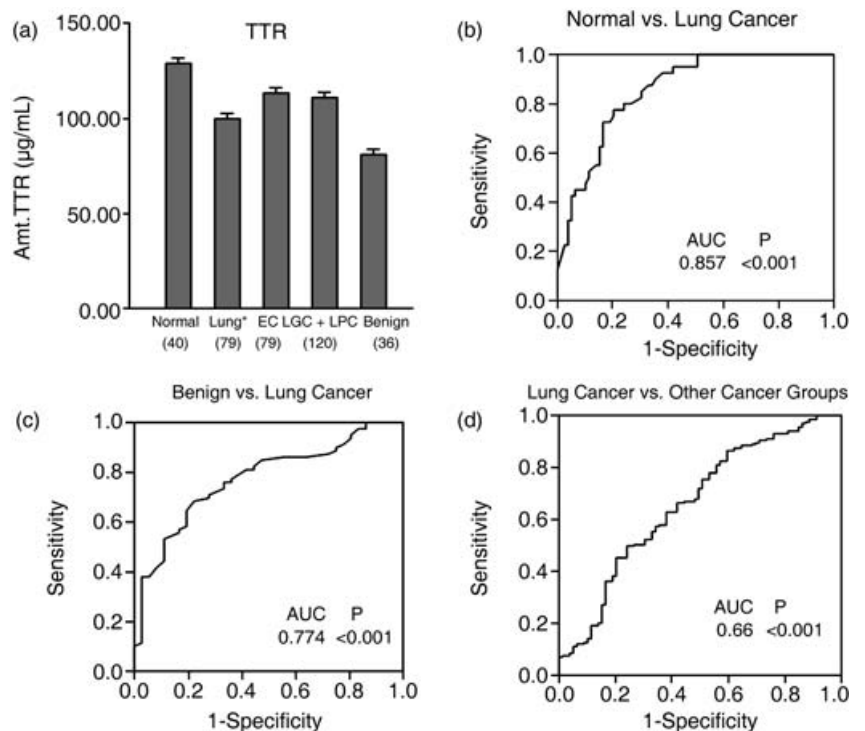 (a)
TTR
150.00
100.00
50.00
0.00
Amt.TTR (µg/mL)
Normal Lung* EC LGC + LPC Benign
(40) (79) (79) (120) (36)
(b)
Normal vs. Lung Cancer
1.0
0.8
0.6
0.4
0.2
0.0
Sensitivity
AUC P
0.857 <0.001
0.0 0.2 0.4 0.6 0.8 1.0
1-Specificity
(c)
Benign vs. Lung Cancer
1.0
0.8
0.6
0.4
0.2
0.0
Sensitivity
AUC P
0.774 <0.001
0.0 0.2 0.4 0.6 0.8 1.0
1-Specificity
(d)
Lung Cancer vs. Other Cancer Groups
1.0
0.8
0.6
0.4
0.2
0.0
Sensitivity
AUC P
0.66 <0.001
0.0 0.2 0.4 0.6 0.8 1.0
1-Specificity